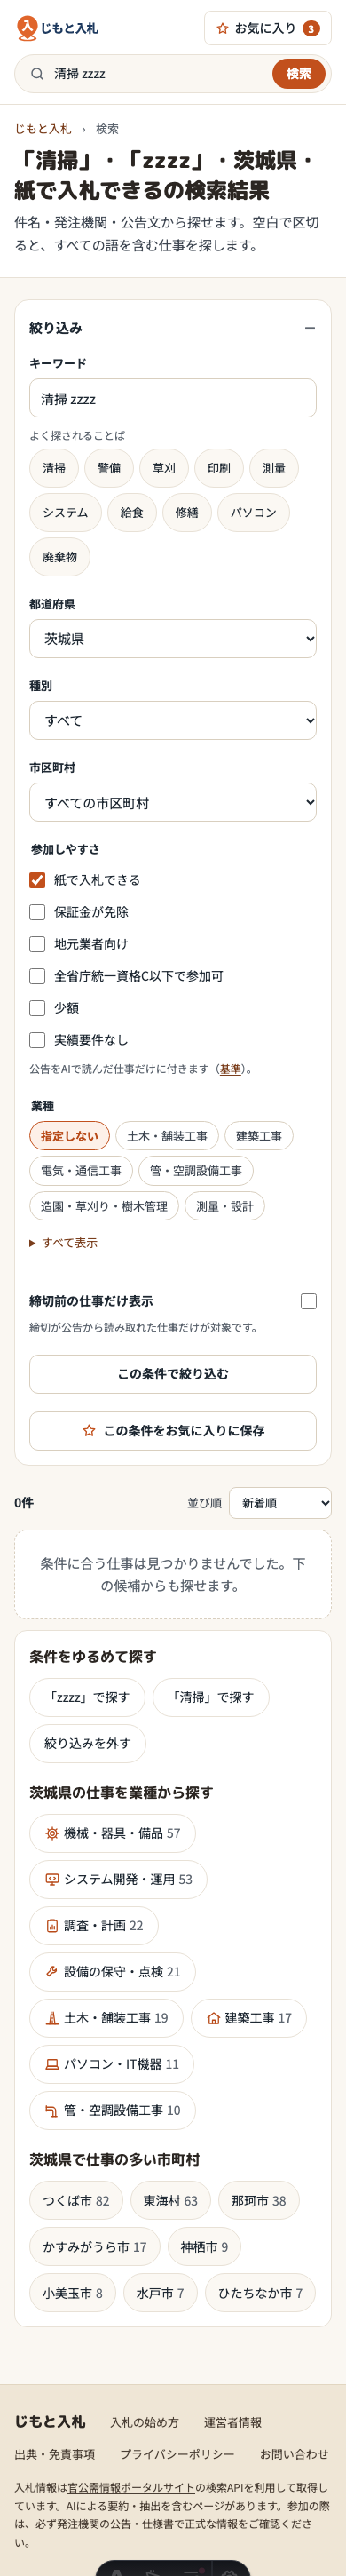 じもと入札
お気に入り 3
清掃 zzzz
検索
じもと入札 › 検索
「清掃」・「zzzz」・茨城県・
紙で入札できるの検索結果
件名・発注機関・公告文から探せます。空白で区切
ると、すべての語を含む仕事を探します。
絞り込み
キーワード
清掃 zzzz
よく探されることば
清掃 警備 草刈 印刷 測量
システム 給食 修繕 パソコン
廃棄物
都道府県
茨城県
種別
すべて
市区町村
すべての市区町村
参加しやすさ
紙で入札できる
保証金が免除
地元業者向け
全省庁統一資格C以下で参加可
少額
実績要件なし
公告をAIで読んだ仕事だけに付きます（基準）。
業種
指定しない 土木・舗装工事 建築工事
電気・通信工事 管・空調設備工事
造園・草刈り・樹木管理 測量・設計
▶ すべて表示
締切前の仕事だけ表示
締切が公告から読み取れた仕事だけが対象です。
この条件で絞り込む
この条件をお気に入りに保存
0件 並び順 新着順
条件に合う仕事は見つかりませんでした。下
の候補からも探せます。
条件をゆるめて探す
「zzzz」で探す 「清掃」で探す
絞り込みを外す
茨城県の仕事を業種から探す
機械・器具・備品 57
システム開発・運用 53
調査・計画 22
設備の保守・点検 21
土木・舗装工事 19 建築工事 17
パソコン・IT機器 11
管・空調設備工事 10
茨城県で仕事の多い市町村
つくば市 82 東海村 63 那珂市 38
かすみがうら市 17 神栖市 9
小美玉市 8 水戸市 7 ひたちなか市 7
じもと入札 入札の始め方 運営者情報
出典・免責事項 プライバシーポリシー お問い合わせ
入札情報は官公需情報ポータルサイトの検索APIを利用して取得し
ています。AIによる要約・抽出を含むページがあります。参加の際
は、必ず発注機関の公告・仕様書で正式な情報をご確認くださ
い。